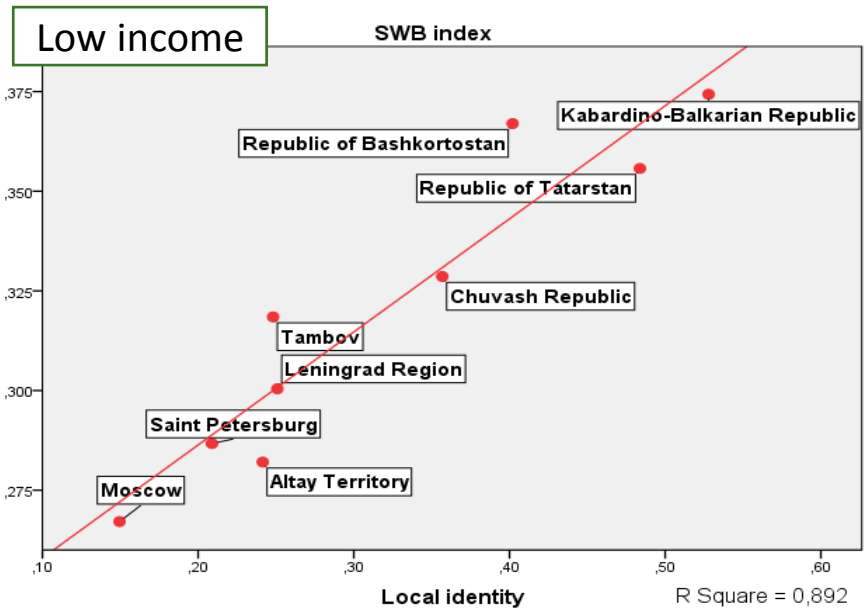 Low income
SWB index
,375
Kabardino-Balkarian Republic
Republic of Bashkortostan
,350
Republic of Tatarstan
,325
Chuvash Republic
Tambov
Leningrad Region
,300
Saint Petersburg
,275
Moscow
Altay Territory
,10
,20
,30
,40
,50
,60
Local identity
R Square = 0,892